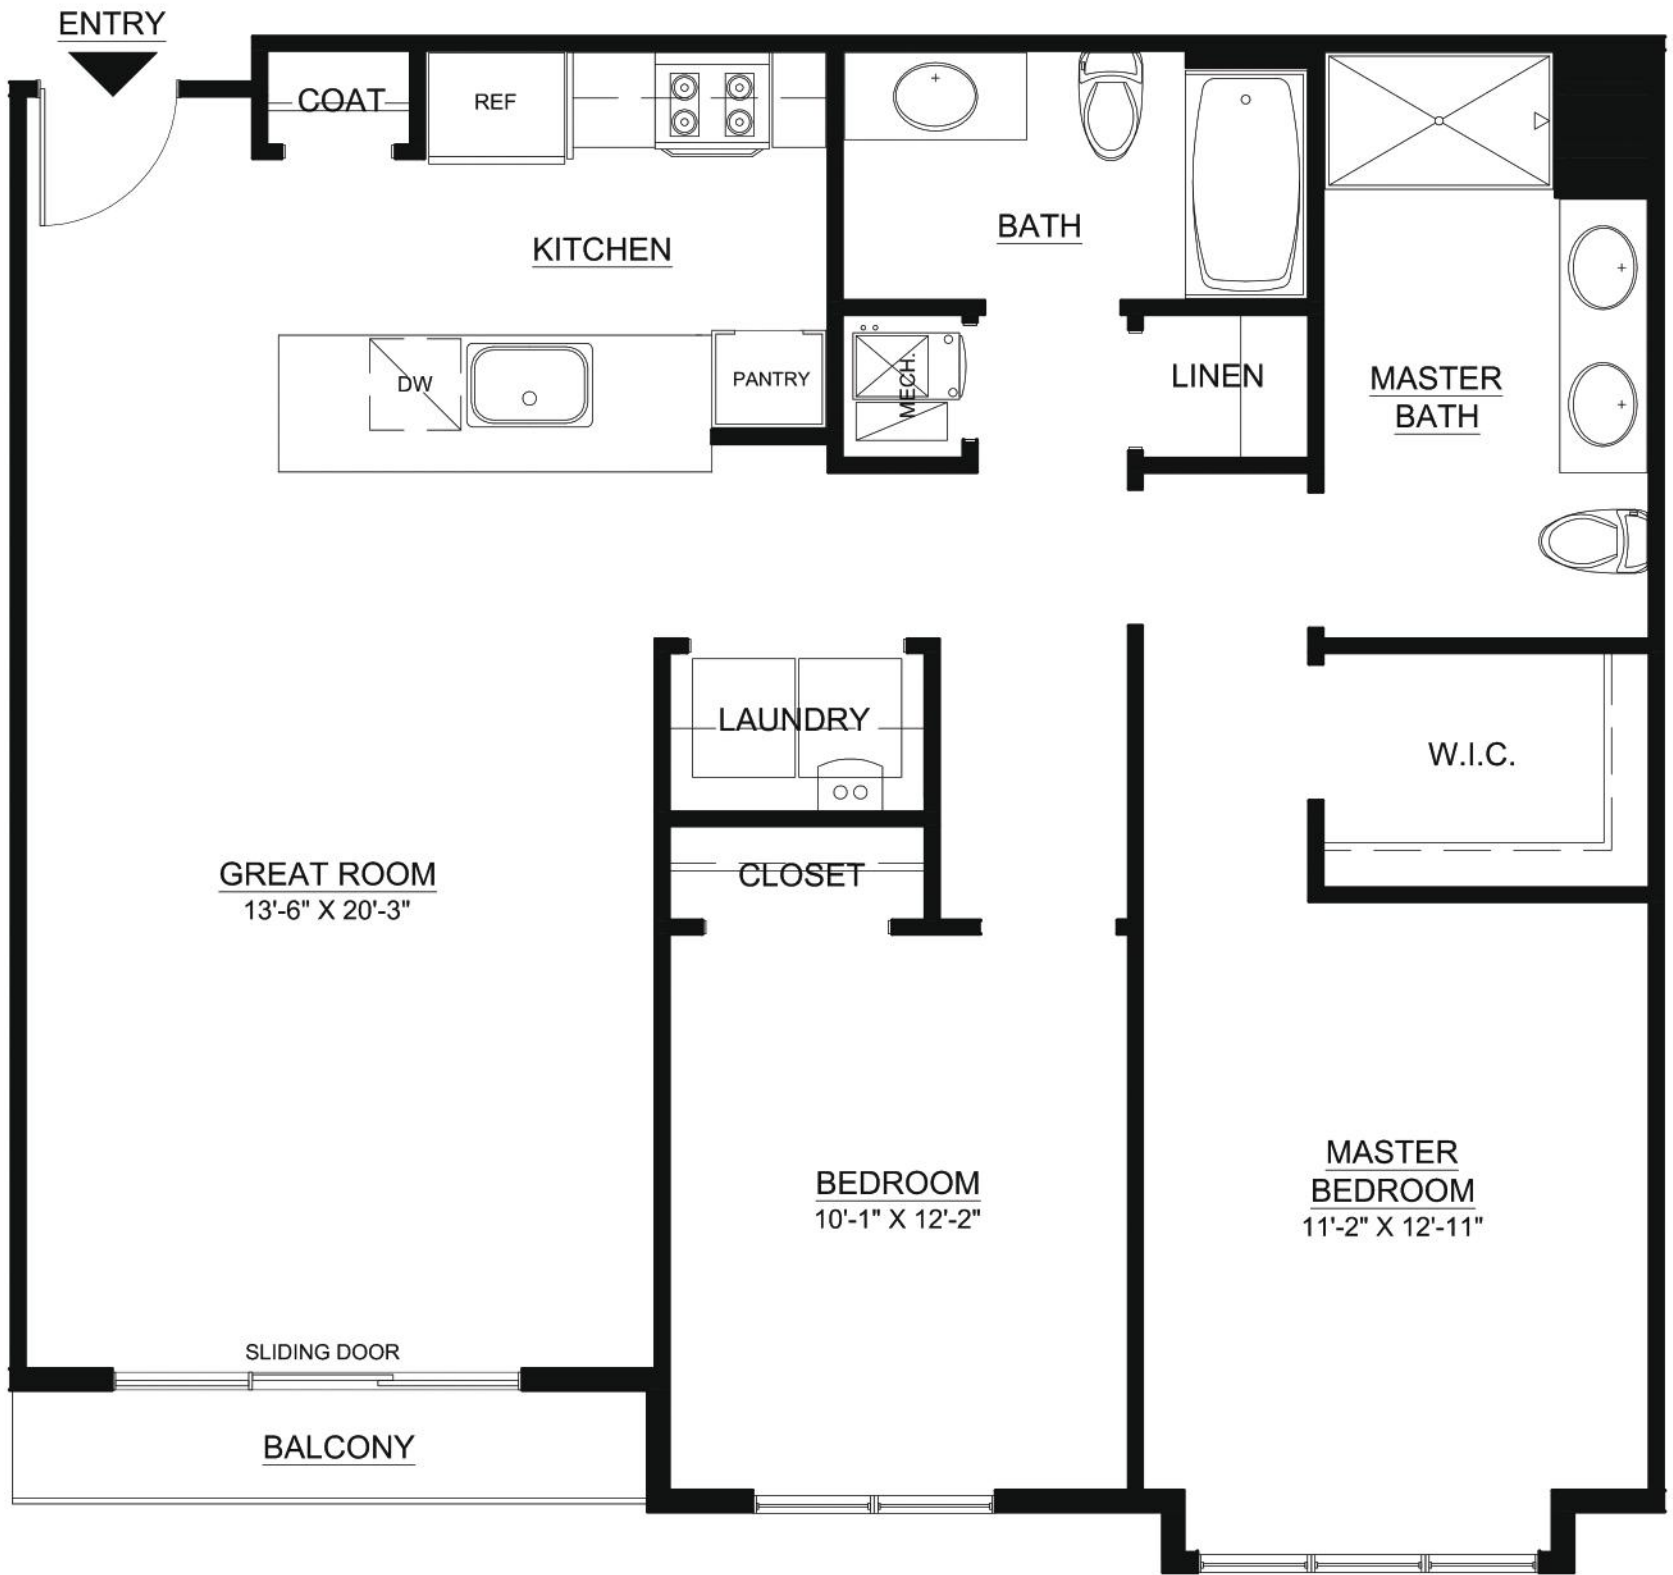 ENTRY
COAT
REF
KITCHEN
BATH
DW
PANTRY
MECH.
LINEN
MASTER
BATH
LAUNDRY
W.I.C.
GREAT ROOM
13'-6" X 20'-3"
CLOSET
BEDROOM
10'-1" X 12'-2"
MASTER
BEDROOM
11'-2" X 12'-11"
SLIDING DOOR
BALCONY